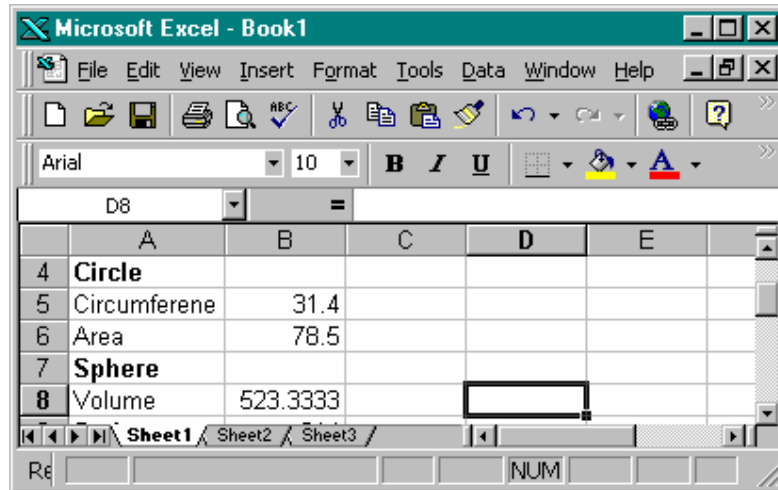 Microsoft Excel - Book1
File Edit View Insert Format Tools Data Window Help
ABC
Arial 10 B I U A
D8 =
A B C D E
4 Circle
5 Circumferene 31.4
6 Area 78.5
7 Sphere
8 Volume 523.3333
Sheet1 Sheet2 Sheet3
NUM